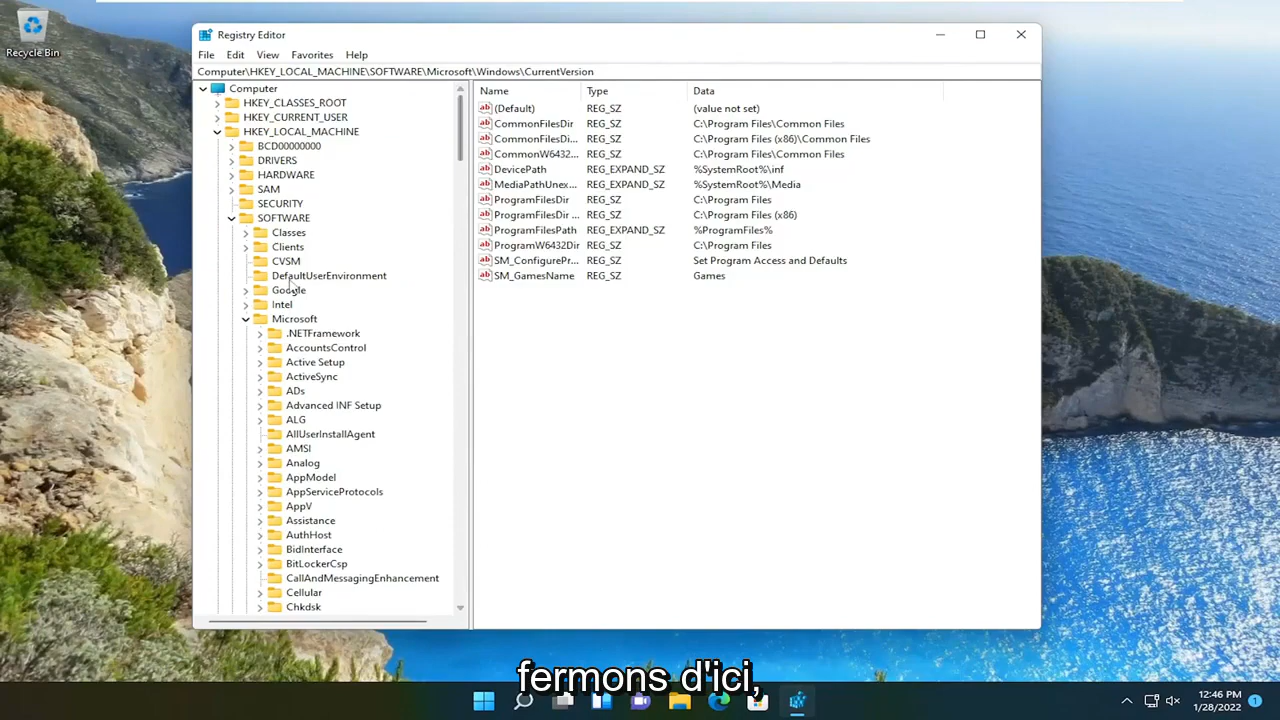 Recycle Bin
Registry Editor
File Edit View Favorites Help
Computer\HKEY_LOCAL_MACHINE\SOFTWARE\Microsoft\Windows\CurrentVersion
Computer
HKEY_CLASSES_ROOT
HKEY_CURRENT_USER
HKEY_LOCAL_MACHINE
BCD00000000
DRIVERS
HARDWARE
SAM
SECURITY
SOFTWARE
Classes
Clients
CVSM
DefaultUserEnvironment
Google
Intel
Microsoft
.NETFramework
AccountsControl
Active Setup
ActiveSync
ADs
Advanced INF Setup
ALG
AllUserInstallAgent
AMSI
Analog
AppModel
AppServiceProtocols
AppV
Assistance
AuthHost
BidInterface
BitLockerCsp
CallAndMessagingEnhancement
Cellular
Chkdsk
Name Type Data
(Default) REG_SZ (value not set)
CommonFilesDir REG_SZ C:\Program Files\Common Files
CommonFilesDi... REG_SZ C:\Program Files (x86)\Common Files
CommonW6432... REG_SZ C:\Program Files\Common Files
DevicePath REG_EXPAND_SZ %SystemRoot%\inf
MediaPathUnex... REG_EXPAND_SZ %SystemRoot%\Media
ProgramFilesDir REG_SZ C:\Program Files
ProgramFilesDir ... REG_SZ C:\Program Files (x86)
ProgramFilesPath REG_EXPAND_SZ %ProgramFiles%
ProgramW6432Dir REG_SZ C:\Program Files
SM_ConfigurePr... REG_SZ Set Program Access and Defaults
SM_GamesName REG_SZ Games
fermons d'ici,
12:46 PM
1/28/2022
1